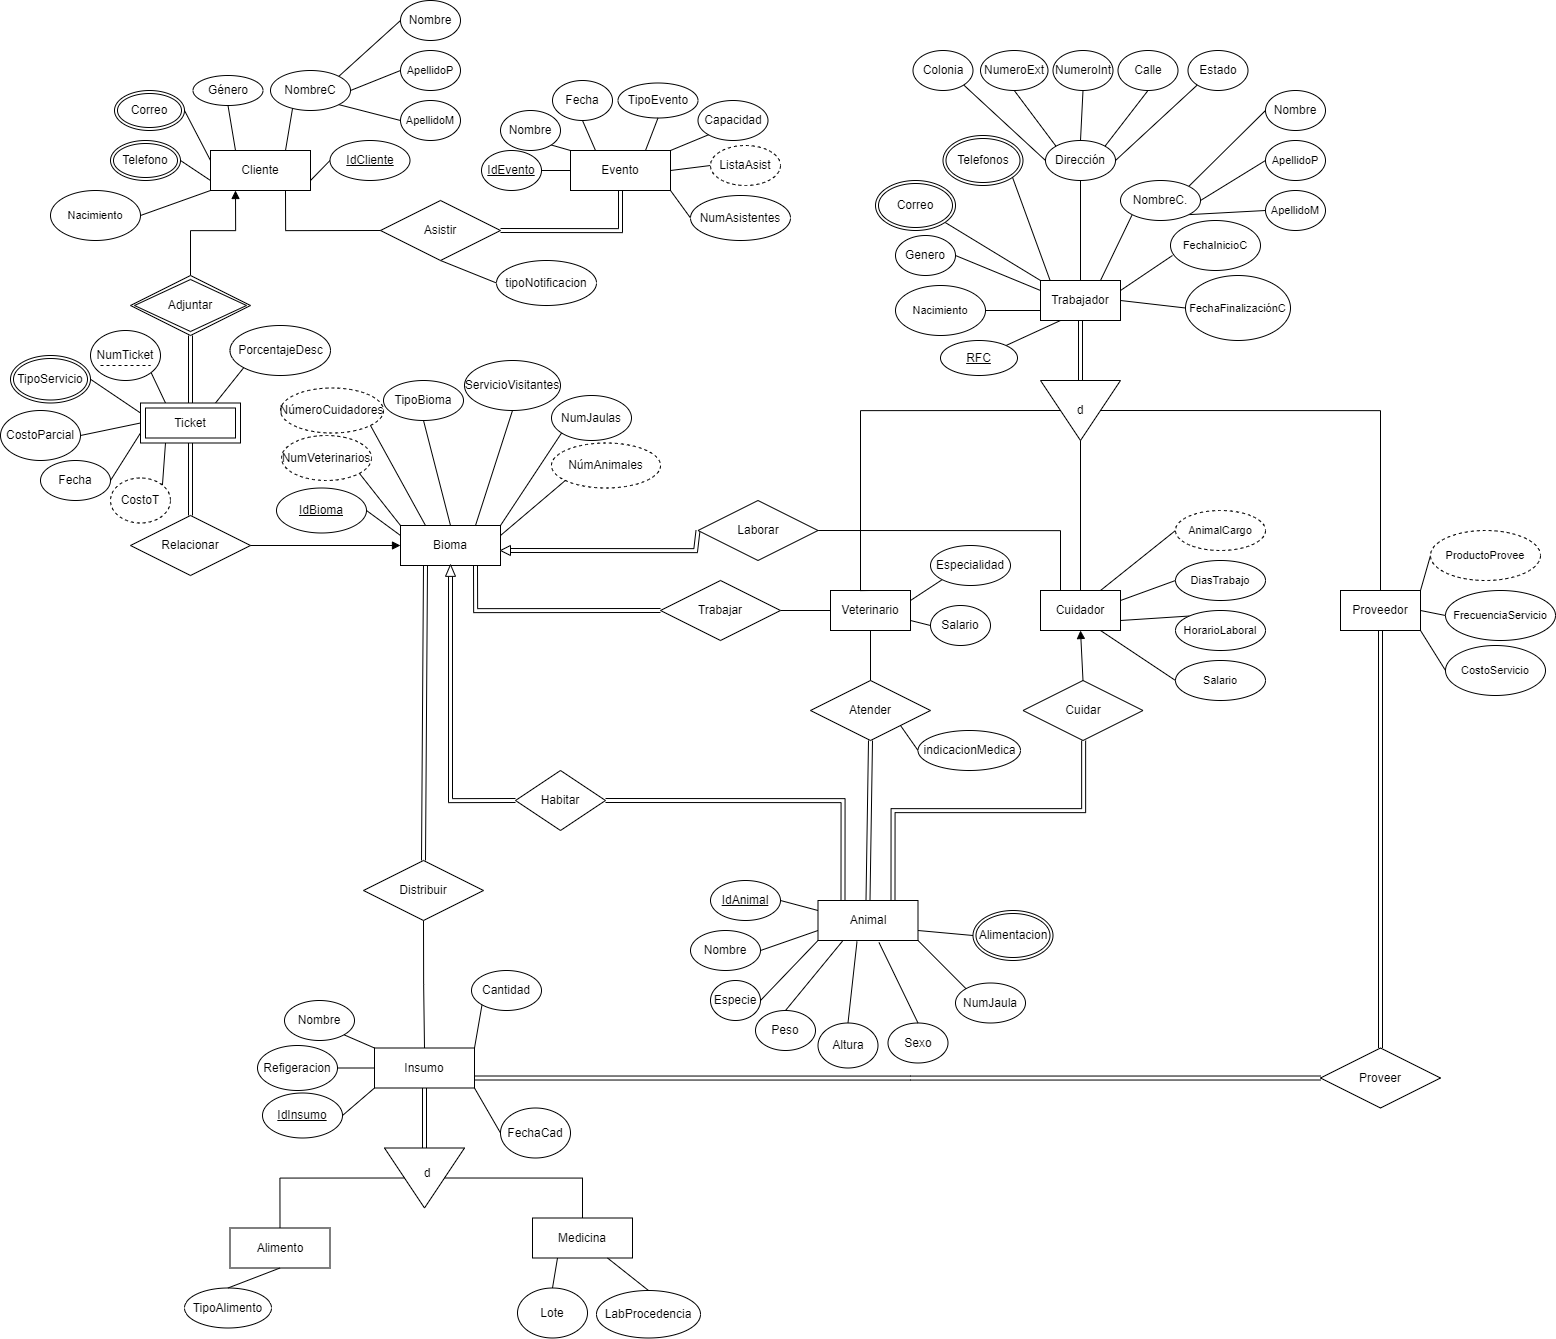 Nombre
ApellidoP
ApellidoM
NombreC
Género
Correo
Telefono
Nacimiento
Cliente
IdCliente
Fecha
TipoEvento
Nombre
Capacidad
IdEvento
Evento
ListaAsist
NumAsistentes
Asistir
tipoNotificacion
Colonia
NumeroExt
NumeroInt
Calle
Estado
Dirección
Telefonos
Correo
Genero
Nacimiento
RFC
Nombre
ApellidoP
ApellidoM
NombreC.
FechaInicioC
FechaFinalizaciónC
Trabajador
d
Adjuntar
NumTicket
PorcentajeDesc
TipoServicio
CostoParcial
Ticket
Fecha
CostoT
Relacionar
NúmeroCuidadores
TipoBioma
ServicioVisitantes
NumJaulas
NumVeterinarios
NúmAnimales
IdBioma
Bioma
Laborar
Trabajar
Especialidad
Veterinario
Salario
AnimalCargo
DiasTrabajo
Cuidador
HorarioLaboral
Salario
ProductoProvee
Proveedor
FrecuenciaServicio
CostoServicio
Atender
indicacionMedica
Cuidar
Habitar
Distribuir
IdAnimal
Animal
Nombre
Especie
Peso
Altura
Sexo
NumJaula
Alimentacion
Cantidad
Nombre
Refigeracion
Insumo
IdInsumo
FechaCad
Proveer
d
Alimento
Medicina
TipoAlimento
Lote
LabProcedencia